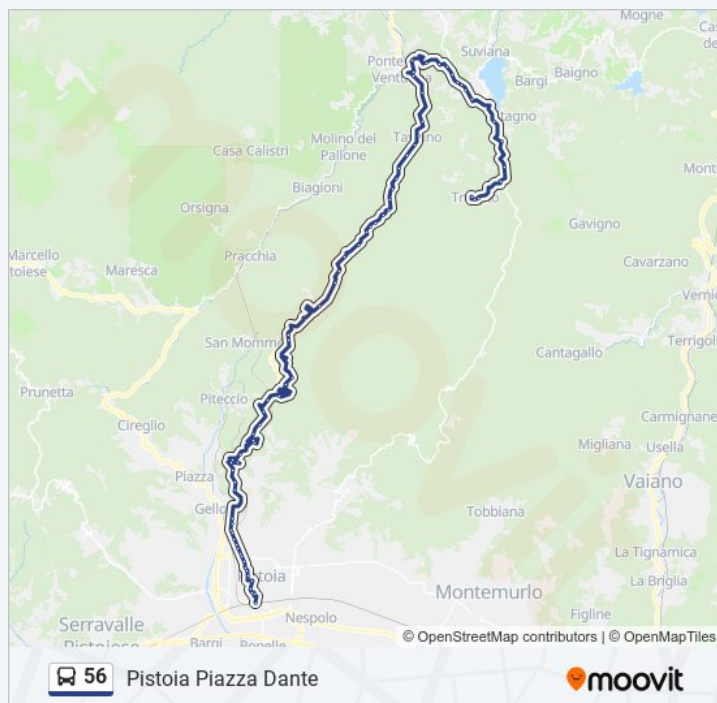 Mogne
Suviana
Bargi
Baigno
Molino del
Pallone
Casa Calistri
Biagioni
Orsigna
Gavigno
Cavarzano
Marcello
Maresca
Pracchia
San Momm
Cantagallo
Prunetta
Piteccio
Cireglio
Carmignane
Migliana
Usella
Piazza
Vaiano
Gello
Tobbiana
La Tignamica
La Briglia
Montemurlo
Nespolo
Figline
Serravalle
Pistoiese
Bargi
Bonelle
© OpenStreetMap contributors | © OpenMapTiles
56 Pistoia Piazza Dante
moovit